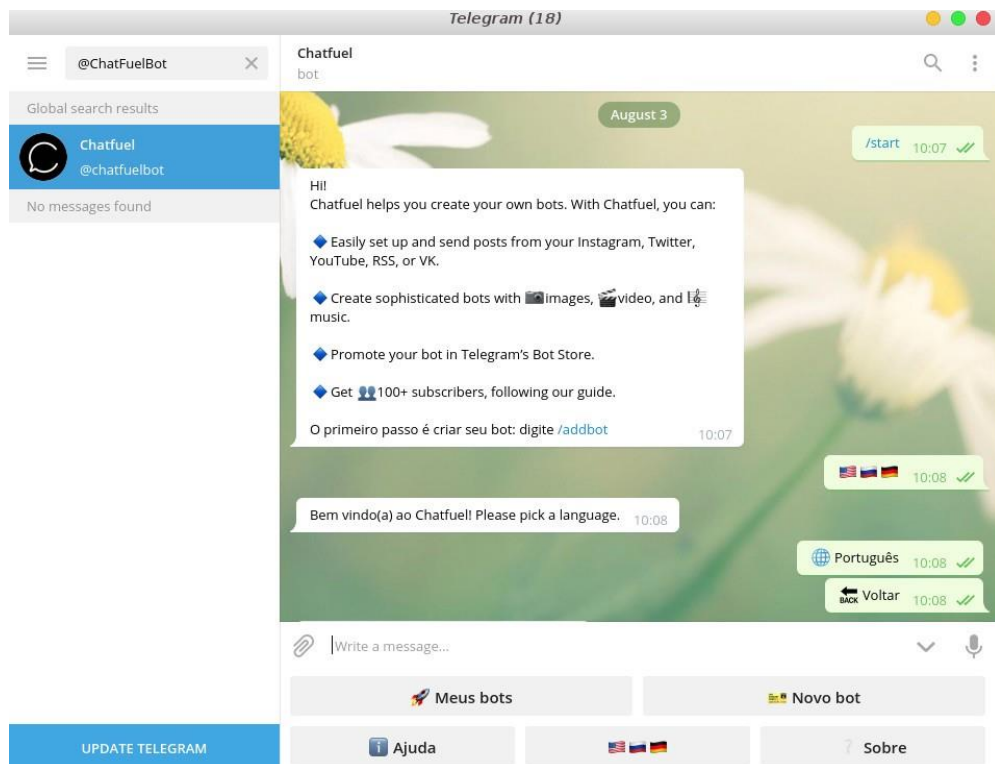 Telegram (18)
@ChatFuelBot
Global search results
Chatfuel
@chatfuelbot
No messages found
UPDATE TELEGRAM
Chatfuel
bot
August 3
/start 10:07
Hi!
Chatfuel helps you create your own bots. With Chatfuel, you can:
🔹Easily set up and send posts from your Instagram, Twitter,
YouTube, RSS, or VK.
🔹Create sophisticated bots with 📷images, 🎬video, and 🎼
music.
🔹Promote your bot in Telegram's Bot Store.
🔹Get 👥100+ subscribers, following our guide.
O primeiro passo é criar seu bot: digite /addbot 10:07
🇺🇸🇷🇺🇩🇪 10:08
Bem vindo(a) ao Chatfuel! Please pick a language. 10:08
🌐 Português 10:08
🔙 Voltar 10:08
Write a message...
🚀 Meus bots
🎫 Novo bot
ℹ️ Ajuda
🇺🇸🇷🇺🇩🇪
❔ Sobre